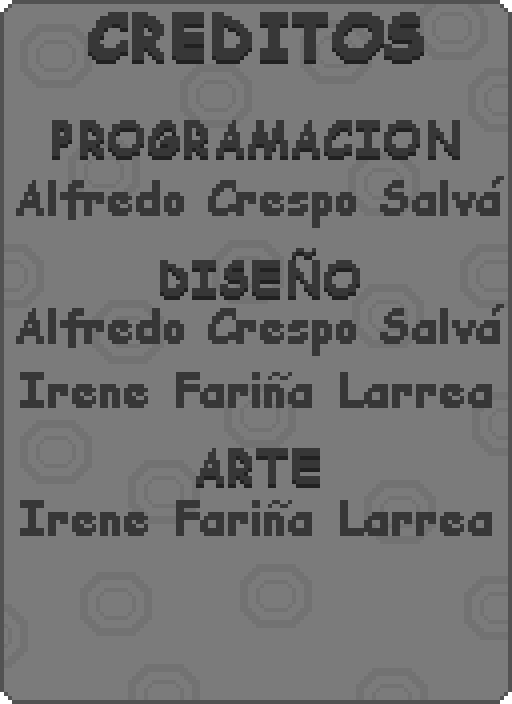 CREDITOS
PROGRAMACION
Alfredo Crespo Salvá
DISEÑO
Alfredo Crespo Salvá
Irene Fariña Larrea
ARTE
Irene Fariña Larrea